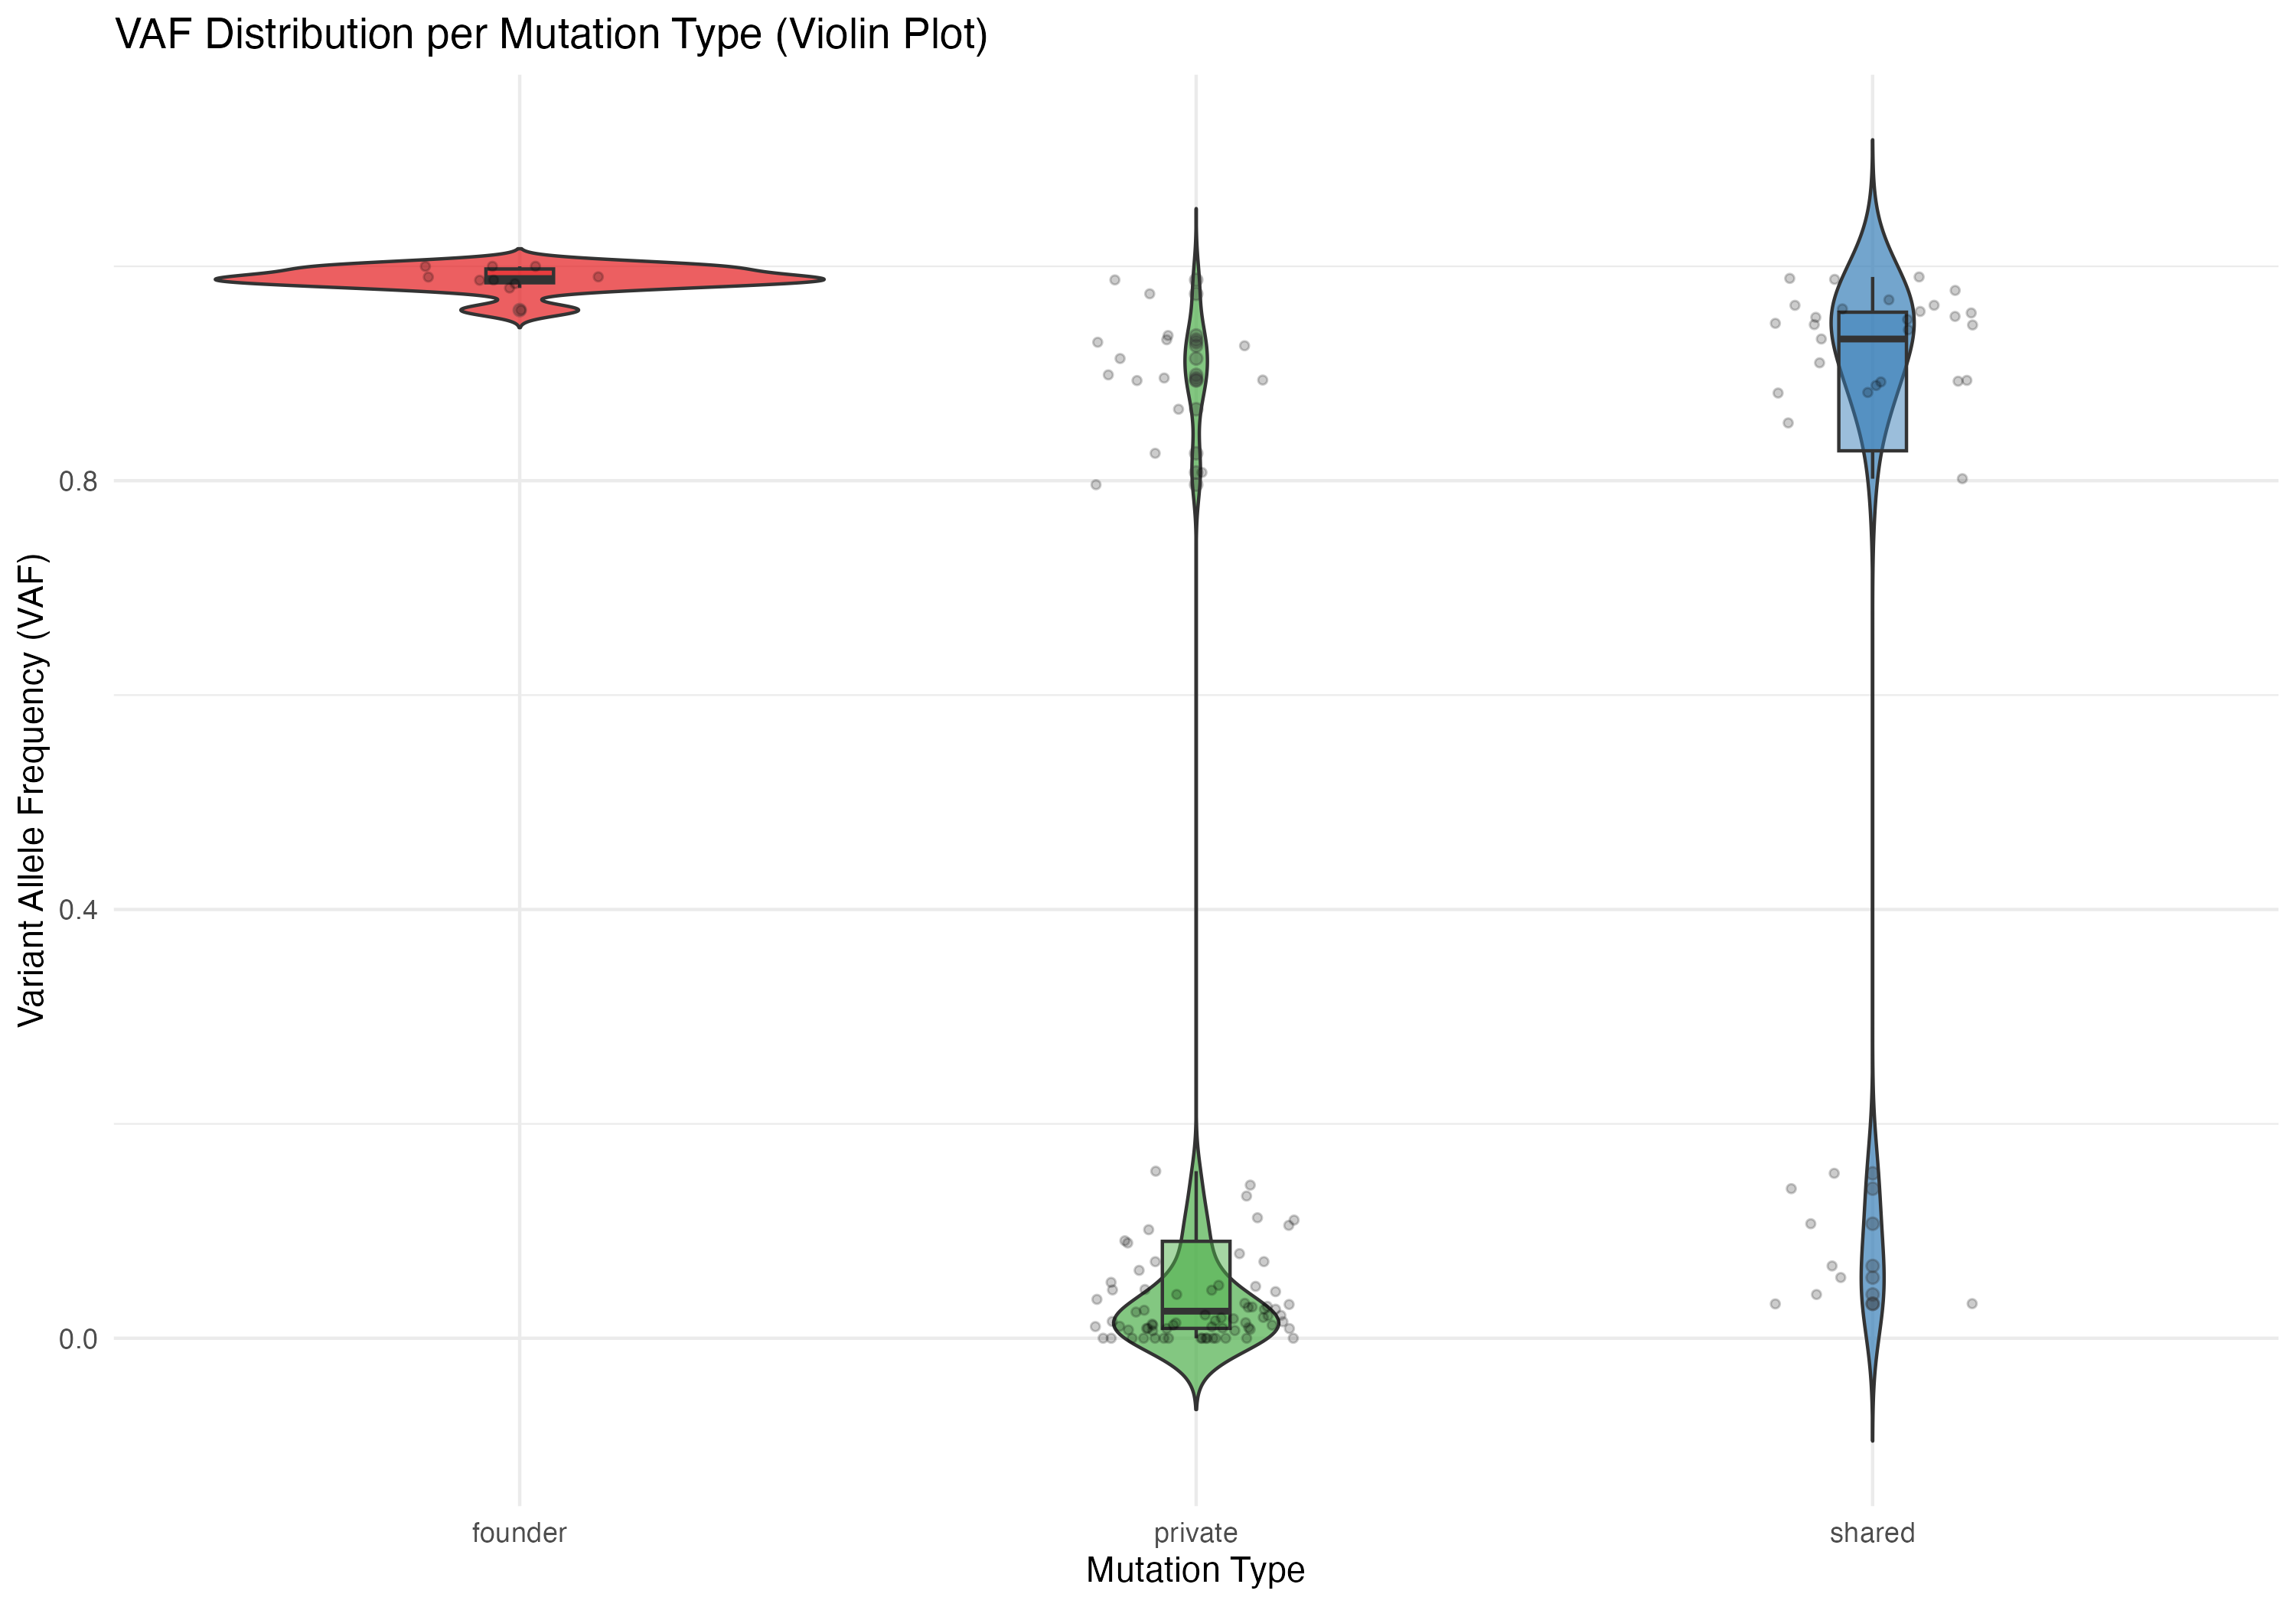 VAF Distribution per Mutation Type (Violin Plot)
Variant Allele Frequency (VAF)
0.8
0.4
0.0
founder private shared
Mutation Type